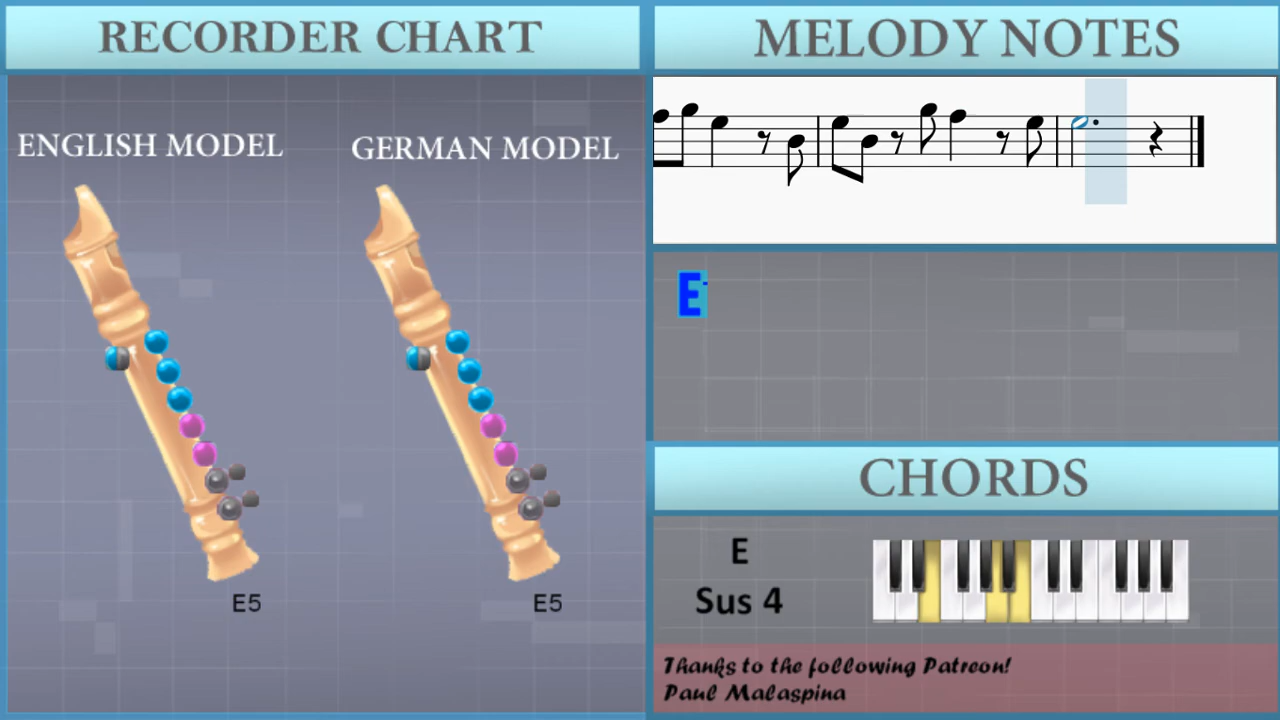 RECORDER CHART
ENGLISH MODEL
GERMAN MODEL
E5
E5
MELODY NOTES
E
CHORDS
E
Sus 4
Thanks to the following Patreon!
Paul Malaspina